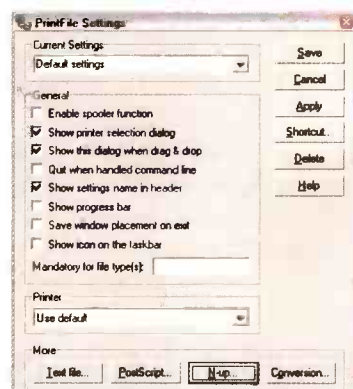 PrintFile Settings
Current Settings:
Default settings
General
Enable spooler function
Show printer selection dialog
Show this dialog when drag & drop
Quit when handled command line
Show settings name in header
Show progress bar
Save window placement on exit
Show icon on the taskbar
Mandatory for file type(s):
Printer
Use default
More
Text file...
PostScript...
N-up...
Conversion...
Save
Cancel
Apply
Shortcut..
Delete
Help